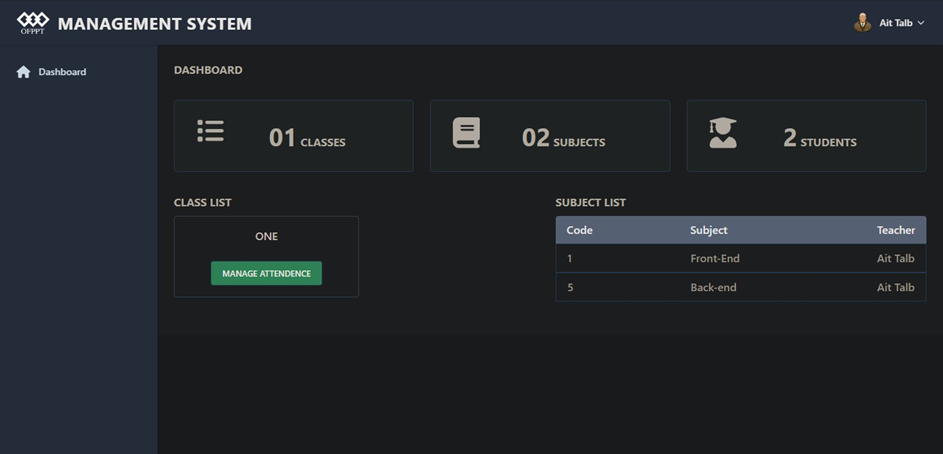 OFPPT
MANAGEMENT SYSTEM
Ait Talb
Dashboard
DASHBOARD
01 CLASSES
02 SUBJECTS
2 STUDENTS
CLASS LIST
ONE
MANAGE ATTENDENCE
SUBJECT LIST
Code Subject Teacher
1 Front-End Ait Talb
5 Back-end Ait Talb